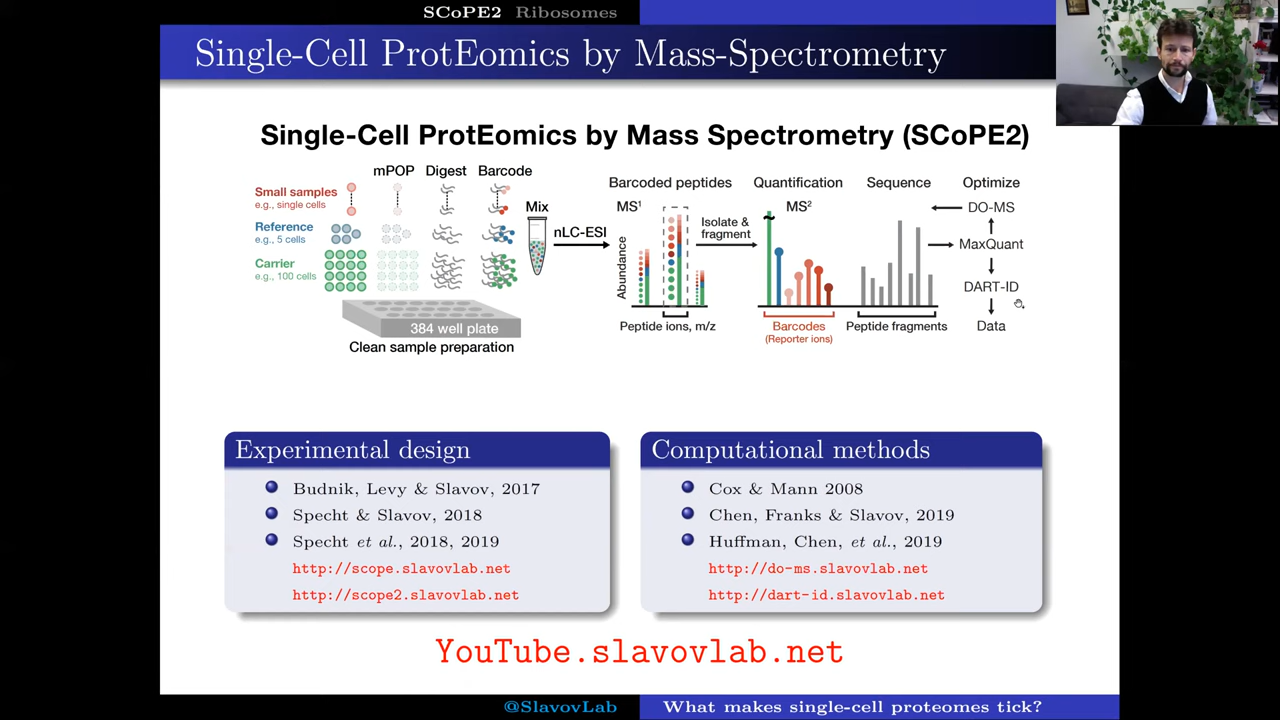 SCoPE2 Ribosomes
Single-Cell ProtEomics by Mass-Spectrometry
Single-Cell ProtEomics by Mass Spectrometry (SCoPE2)
mPOP Digest Barcode
Small samples
e.g., single cells
Reference
e.g., 5 cells
Carrier
e.g., 100 cells
384 well plate
Clean sample preparation
Mix
nLC-ESI
Barcoded peptides
MS¹
Abundance
Peptide ions, m/z
Isolate &
fragment
Quantification
MS²
Barcodes
(Reporter ions)
Sequence
Peptide fragments
Optimize
DO-MS
MaxQuant
DART-ID
Data
Experimental design
Budnik, Levy & Slavov, 2017
Specht & Slavov, 2018
Specht et al., 2018, 2019
http://scope.slavovlab.net
http://scope2.slavovlab.net
Computational methods
Cox & Mann 2008
Chen, Franks & Slavov, 2019
Huffman, Chen, et al., 2019
http://do-ms.slavovlab.net
http://dart-id.slavovlab.net
YouTube.slavovlab.net
@SlavovLab
What makes single-cell proteomes tick?